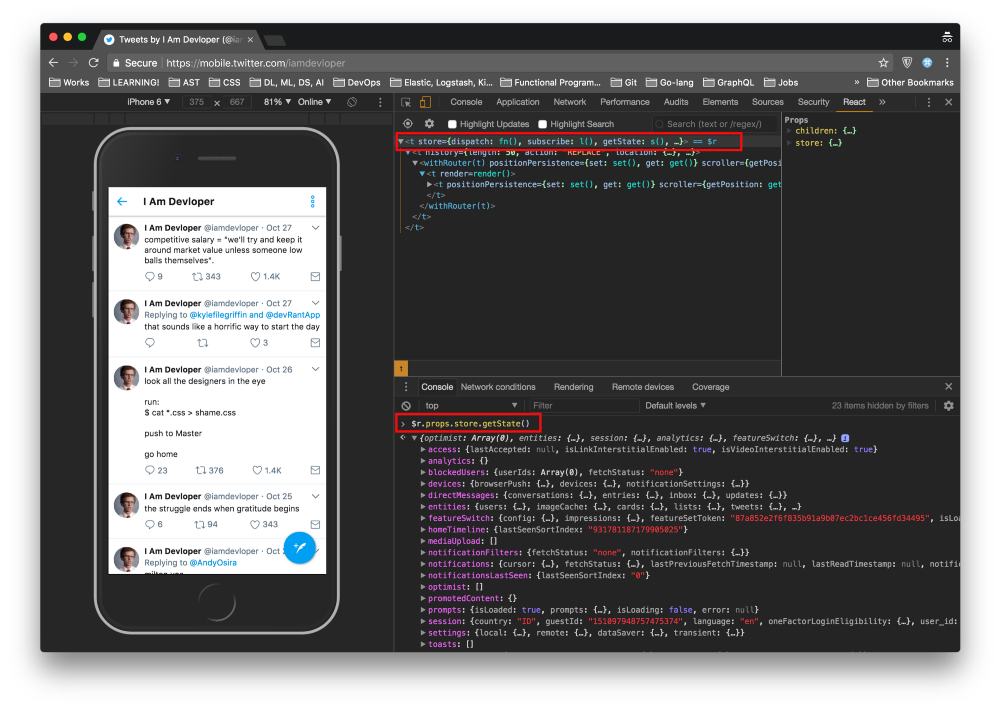 Tweets by I Am Devloper (@ian
Secure
https://mobile.twitter.com/iamdevloper
Works LEARNING! AST CSS DL, ML, DS, AI DevOps Elastic, Logstash, Ki... Functional Program... Git Go-lang GraphQL Jobs » Other Bookmarks
iPhone 6 ▼ 375 × 667 81% ▼ Online ▼
Console Application Network Performance Audits Elements Sources Security React »
Highlight Updates Highlight Search Search (text or /regex/)
<t store={dispatch: fn(), subscribe: l(), getState: s(), …}> == $r
<t history={length: 50, action: "REPLACE", location: {…}, …}>
<withRouter(t) positionPersistence={set: set(), get: get()} scroller={getPosi
<t render=render()>
<t positionPersistence={set: set(), get: get()} scroller={getPosition: get
</t>
</withRouter(t)>
</t>
</t>
Props
children: {…}
store: {…}
I Am Devloper
I Am Devloper @iamdevloper · Oct 27
competitive salary = "we'll try and keep it
around market value unless someone low
balls themselves".
9 343 1.4K
I Am Devloper @iamdevloper · Oct 27
Replying to @kylefilegriffin and @devRantApp
that sounds like a horrific way to start the day
3
I Am Devloper @iamdevloper · Oct 26
look all the designers in the eye
run:
$ cat *.css > shame.css
push to Master
go home
23 376 1.4K
I Am Devloper @iamdevloper · Oct 25
the struggle ends when gratitude begins
6 94 343
I Am Devloper @iamdevloper · Oct 25
Replying to @AndyOsira
t
Console Network conditions Rendering Remote devices Coverage
top ▼ Filter Default levels ▼ 23 items hidden by filters
> $r.props.store.getState()
{optimist: Array(0), entities: {…}, session: {…}, analytics: {…}, featureSwitch: {…}, …}
access: {lastAccepted: null, isLinkInterstitialEnabled: true, isVideoInterstitialEnabled: true}
analytics: {}
blockedUsers: {userIds: Array(0), fetchStatus: "none"}
devices: {browserPush: {…}, devices: {…}, notificationSettings: {…}}
directMessages: {conversations: {…}, entries: {…}, inbox: {…}, updates: {…}}
entities: {users: {…}, imageCache: {…}, cards: {…}, lists: {…}, tweets: {…}, …}
featureSwitch: {config: {…}, impressions: {…}, featureSetToken: "87a852e2f6f835b91a9b07ec2bc1ce456fd34495", isLoa
homeTimeline: {lastSeenSortIndex: "931781187179905025"}
mediaUpload: []
notificationFilters: {fetchStatus: "none", notificationFilters: {…}}
notifications: {cursor: {…}, fetchStatus: {…}, lastPreviousFetchTimestamp: null, lastReadTimestamp: null, notifi
notificationsLastSeen: {lastSeenSortIndex: "0"}
optimist: []
promotedContent: {}
prompts: {isLoaded: true, prompts: {…}, isLoading: false, error: null}
session: {country: "ID", guestId: "151097948757475374", language: "en", oneFactorLoginEligibility: {…}, user_id:
settings: {local: {…}, remote: {…}, dataSaver: {…}, transient: {…}}
toasts: []